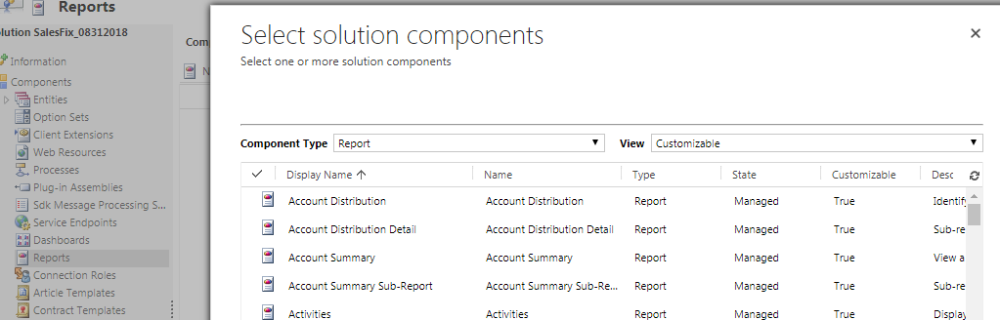 Reports
olution SalesFix_08312018
Information
Components
Entities
Option Sets
Client Extensions
Web Resources
Processes
Plug-in Assemblies
Sdk Message Processing S...
Service Endpoints
Dashboards
Reports
Connection Roles
Article Templates
Contract Templates
Com
N
Select solution components
Select one or more solution components
Component Type Report View Customizable
Display Name Name Type State Customizable Desc
Account Distribution Account Distribution Report Managed True Identify
Account Distribution Detail Account Distribution Detail Report Managed True Sub-re
Account Summary Account Summary Report Managed True View a
Account Summary Sub-Report Account Summary Sub-Re... Report Managed True Sub-re
Activities Activities Report Managed True Display